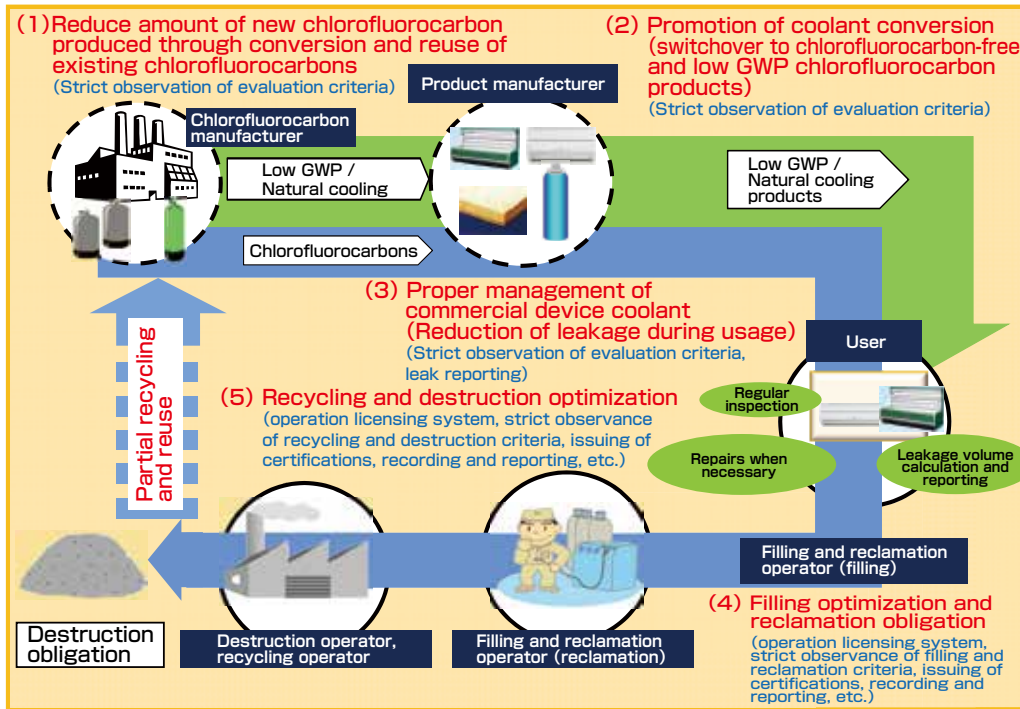 (1) Reduce amount of new chlorofluorocarbon
produced through conversion and reuse of
existing chlorofluorocarbons
(Strict observation of evaluation criteria)
(2) Promotion of coolant conversion
(switchover to chlorofluorocarbon-free
and low GWP chlorofluorocarbon
products)
(Strict observation of evaluation criteria)
Product manufacturer
Chlorofluorocarbon
manufacturer
Low GWP /
Natural cooling
Low GWP /
Natural cooling
products
Chlorofluorocarbons
(3) Proper management of
commercial device coolant
(Reduction of leakage during usage)
(Strict observation of evaluation criteria,
leak reporting)
User
Regular
inspection
Repairs when
necessary
Leakage volume
calculation and
reporting
(5) Recycling and destruction optimization
(operation licensing system, strict observance
of recycling and destruction criteria, issuing of
certifications, recording and reporting, etc.)
Partial recycling
and reuse
Filling and reclamation
operator (filling)
(4) Filling optimization and
reclamation obligation
(operation licensing system,
strict observance of filling and
reclamation criteria, issuing of
certifications, recording and
reporting, etc.)
Destruction
obligation
Destruction operator,
recycling operator
Filling and reclamation
operator (reclamation)